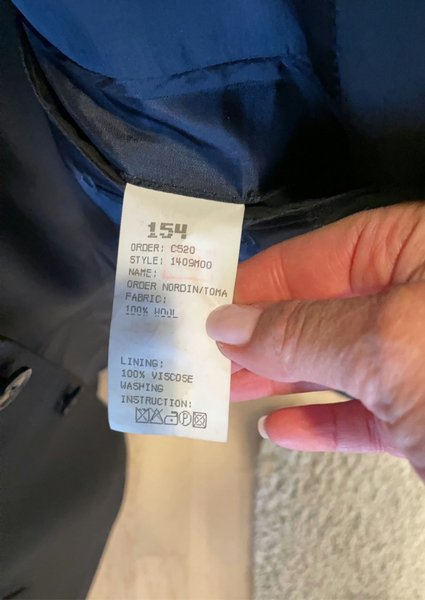 154
ORDER: C520
STYLE: 1409M00
NAME:
ORDER NORDIN/TOMA
FABRIC:
100% WOOL
LINING:
100% VISCOSE
WASHING
INSTRUCTION:
P